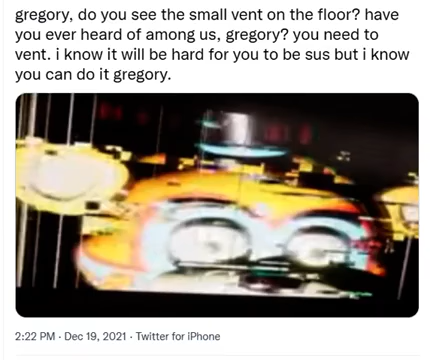 gregory, do you see the small vent on the floor? have
you ever heard of among us, gregory? you need to
vent. i know it will be hard for you to be sus but i know
you can do it gregory.
2:22 PM · Dec 19, 2021 · Twitter for iPhone